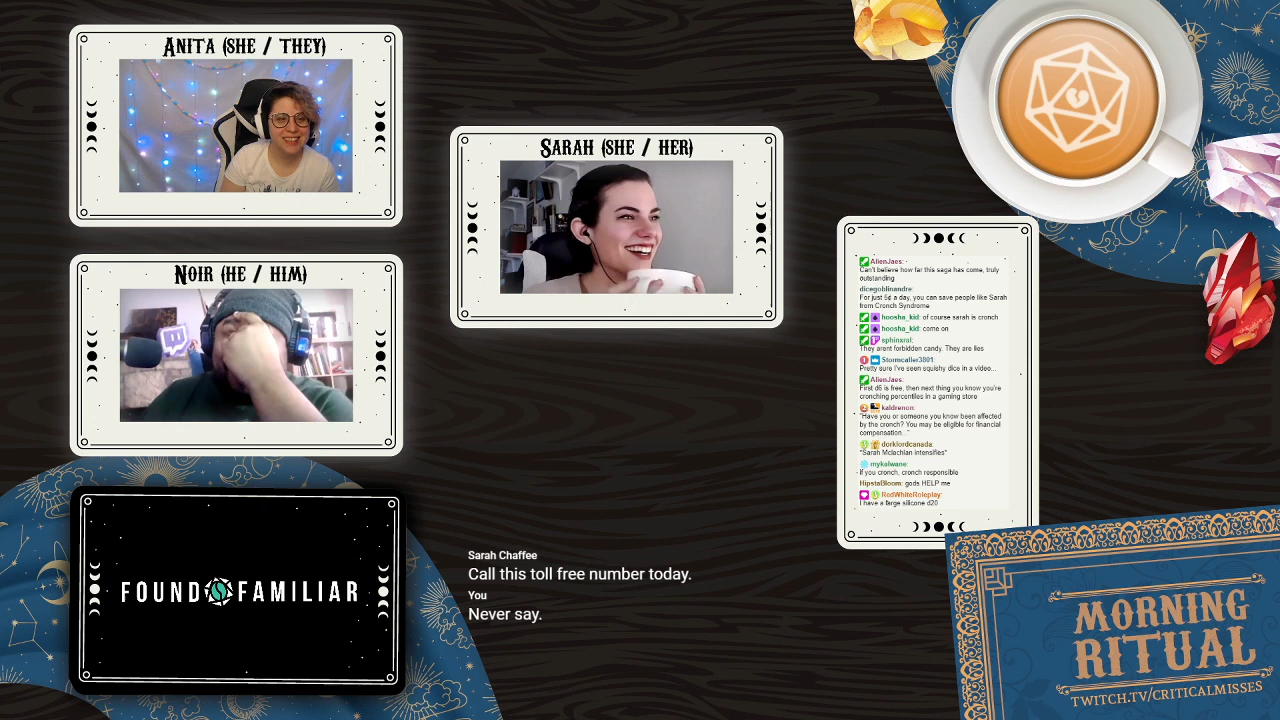 ANITA (SHE / THEY)
SARAH (SHE / HER)
NOIR (HE / HIM)
AlienJaes:
Can't believe how far this saga has come, truly
outstanding
dicegoblinandre:
For just 5¢ a day, you can save people like Sarah
from Cronch Syndrome
hoosha_kid: of course sarah is cronch
hoosha_kid: come on
sphinxral:
They arent forbidden candy. They are lies
Stormcaller3801:
Pretty sure I've seen squishy dice in a video...
AlienJaes:
First d6 is free, then next thing you know you're
cronching percentiles in a gaming store
kaldrenon:
"Have you or someone you know been affected
by the cronch? You may be eligible for financial
compensation..."
dorklordcanada:
*Sarah Mclachlan intensifies*
mykalwane:
if you cronch, cronch responsible
HipstaBloom: gods HELP me
RedWhiteRoleplay:
I have a large silicone d20
FOUND FAMILIAR
Sarah Chaffee
Call this toll free number today.
You
Never say.
MORNING
RITUAL
TWITCH.TV/CRITICALMISSES